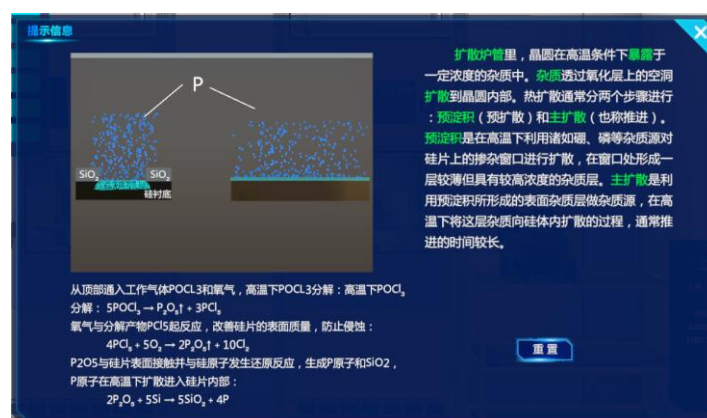 提示信息
P
SiO₂
SiO₂
硅衬底
扩散炉管里，晶圆在高温条件下暴露于
一定浓度的杂质中。杂质透过氧化层上的空洞
扩散到晶圆内部。热扩散通常分两个步骤进行
：预淀积（预扩散）和主扩散（也称推进）。
预淀积是在高温下利用诸如硼、磷等杂质源对
硅片上的掺杂窗口进行扩散，在窗口处形成一
层较薄但具有较高浓度的杂质层。主扩散是利
用预淀积所形成的表面杂质层做杂质源，在高
温下将这层杂质向硅体内扩散的过程，通常推
进的时间较长。
从顶部通入工作气体POCL3和氧气，高温下POCL3分解：高温下POCl₃
分解： 5POCl₃ → P₂O₅↑ + 3PCl₅
氧气与分解产物PCl5起反应，改善硅片的表面质量，防止侵蚀：
4PCl₅ + 5O₂ → 2P₂O₅↑ + 10Cl₂
P2O5与硅片表面接触并与硅原子发生还原反应，生成P原子和SiO2，
P原子在高温下扩散进入硅片内部：
2P₂O₅ + 5Si → 5SiO₂ + 4P
重置